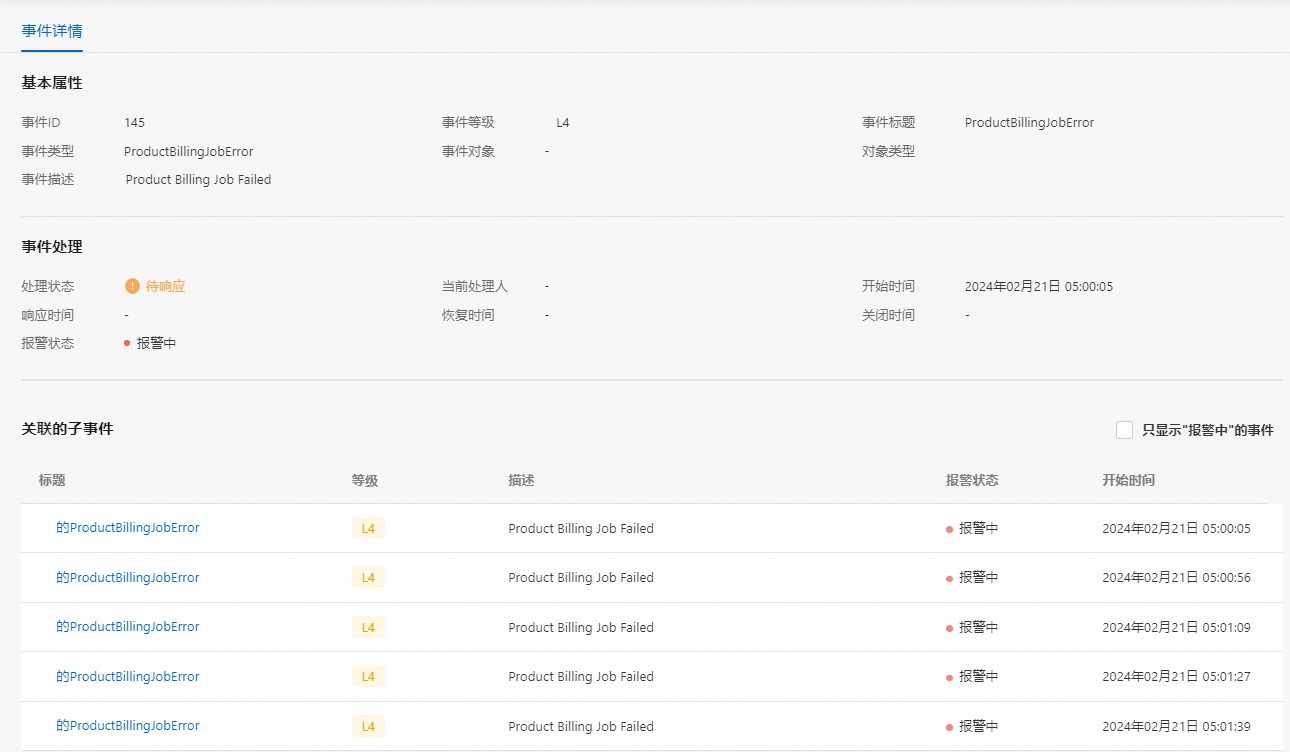 事件详情
基本属性
事件ID 145 事件等级 L4 事件标题 ProductBillingJobError
事件类型 ProductBillingJobError 事件对象 - 对象类型
事件描述 Product Billing Job Failed
事件处理
处理状态 待响应 当前处理人 - 开始时间 2024年02月21日 05:00:05
响应时间 - 恢复时间 - 关闭时间 -
报警状态 报警中
关联的子事件 只显示"报警中"的事件
标题 等级 描述 报警状态 开始时间
的ProductBillingJobError L4 Product Billing Job Failed 报警中 2024年02月21日 05:00:05
的ProductBillingJobError L4 Product Billing Job Failed 报警中 2024年02月21日 05:00:56
的ProductBillingJobError L4 Product Billing Job Failed 报警中 2024年02月21日 05:01:09
的ProductBillingJobError L4 Product Billing Job Failed 报警中 2024年02月21日 05:01:27
的ProductBillingJobError L4 Product Billing Job Failed 报警中 2024年02月21日 05:01:39